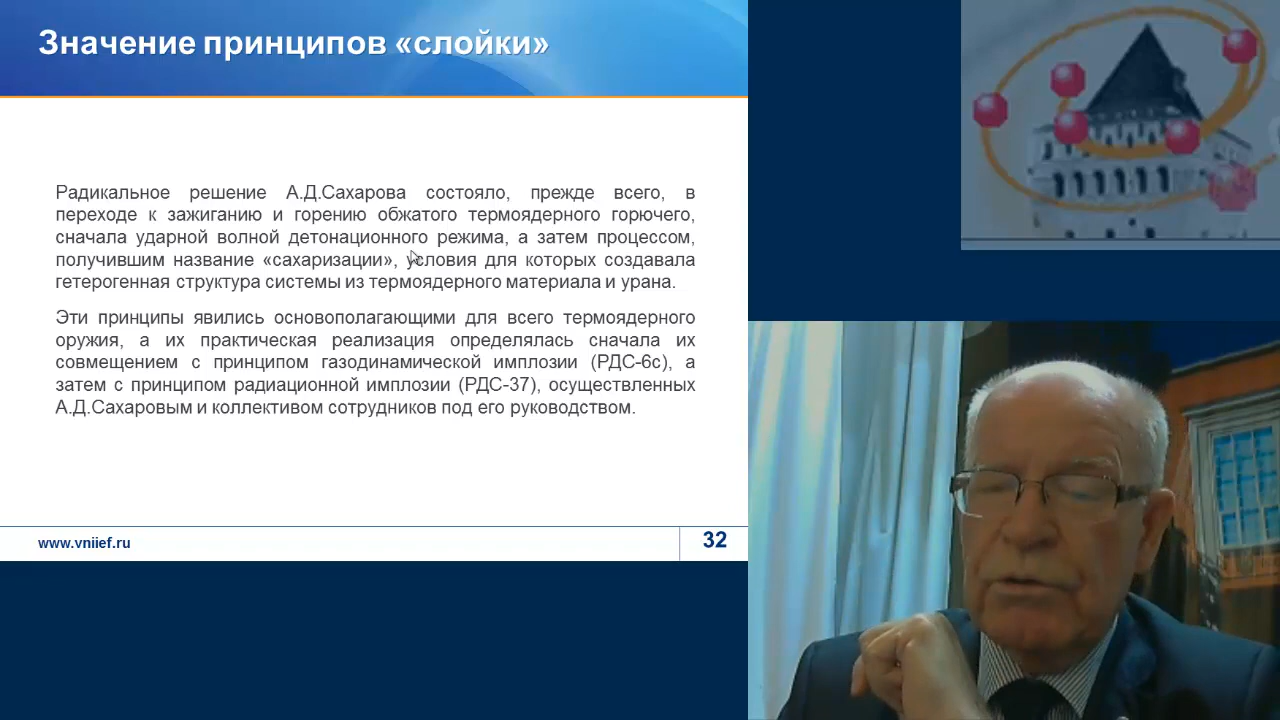 Значение принципов «слойки»
Радикальное решение А.Д.Сахарова состояло, прежде всего, в
переходе к зажиганию и горению обжатого термоядерного горючего,
сначала ударной волной детонационного режима, а затем процессом,
получившим название «сахаризации», условия для которых создавала
гетерогенная структура системы из термоядерного материала и урана.
Эти принципы явились основополагающими для всего термоядерного
оружия, а их практическая реализация определялась сначала их
совмещением с принципом газодинамической имплозии (РДС-6с), а
затем с принципом радиационной имплозии (РДС-37), осуществленных
А.Д.Сахаровым и коллективом сотрудников под его руководством.
www.vniief.ru
32